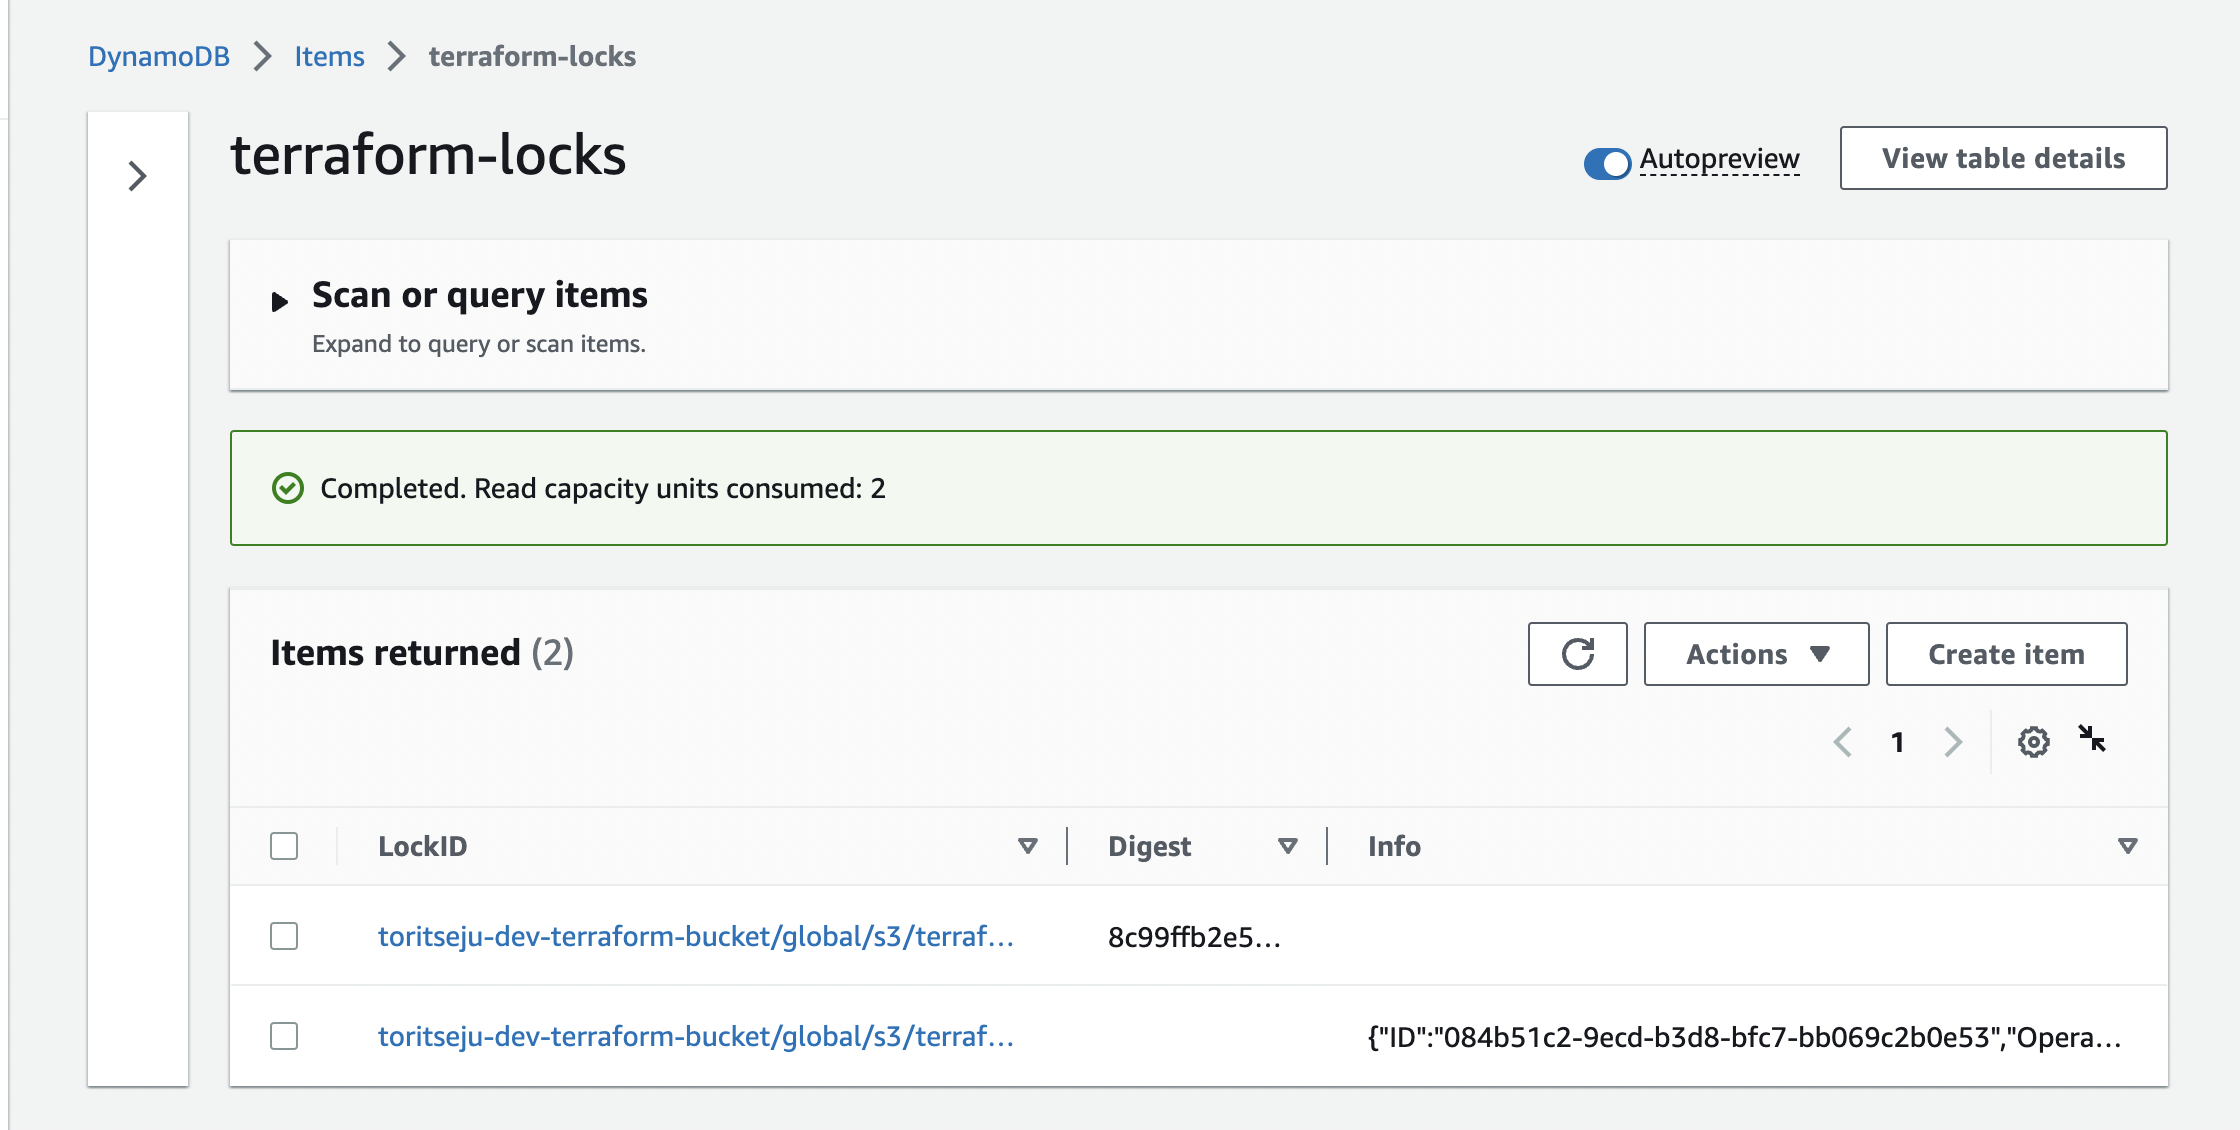 DynamoDB Items terraform-locks
terraform-locks
Autopreview
View table details
Scan or query items
Expand to query or scan items.
Completed. Read capacity units consumed: 2
Items returned (2)
Actions
Create item
1
LockID Digest Info
toritseju-dev-terraform-bucket/global/s3/terraf... 8c99ffb2e5...
toritseju-dev-terraform-bucket/global/s3/terraf... {"ID":"084b51c2-9ecd-b3d8-bfc7-bb069c2b0e53","Opera...